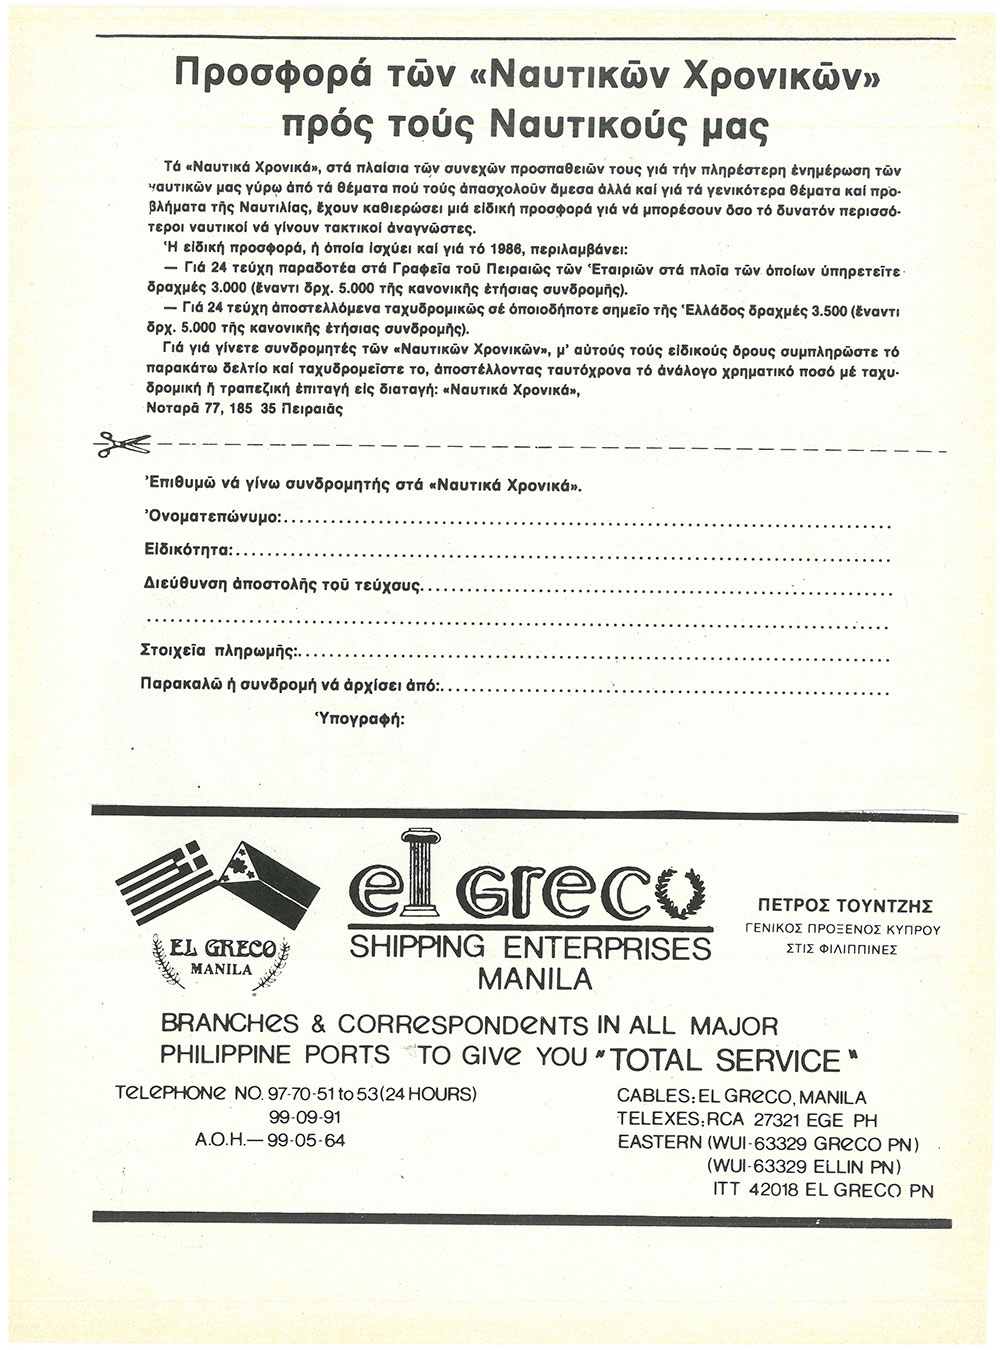 Προσφορά τῶν «Ναυτικῶν Χρονικῶν»
πρός τούς Ναυτικούς μας
Τά «Ναυτικά Χρονικά», στά πλαίσια τῶν συνεχῶν προσπαθειῶν τους γιά τήν πληρέστερη ἐνημέρωση τῶν
ναυτικῶν μας γύρω ἀπό τά θέματα πού τούς ἀπασχολοῦν ἄμεσα ἀλλά καί γιά τά γενικότερα θέματα καί προ-
βλήματα τῆς Ναυτιλίας, ἔχουν καθιερώσει μιά εἰδική προσφορά γιά νά μπορέσουν ὅσο τό δυνατόν περισσό-
τεροι ναυτικοί νά γίνουν τακτικοί ἀναγνῶστες.
Ἡ εἰδική προσφορά, ἡ ὁποία ἰσχύει καί γιά τό 1986, περιλαμβάνει:
— Γιά 24 τεύχη παραδοτέα στά Γραφεῖα τοῦ Πειραιῶς τῶν Ἑταιριῶν στά πλοῖα τῶν ὁποίων ὑπηρετεῖτε
δραχμές 3.000 (ἔναντι δρχ. 5.000 τῆς κανονικῆς ἐτήσιας συνδρομῆς).
— Γιά 24 τεύχη ἀποστελλόμενα ταχυδρομικῶς σέ ὁποιοδήποτε σημεῖο τῆς Ἑλλάδος δραχμές 3.500 (ἔναντι
δρχ. 5.000 τῆς κανονικῆς ἐτήσιας συνδρομῆς).
Γιά γιά γίνετε συνδρομητές τῶν «Ναυτικῶν Χρονικῶν», μ' αὐτούς τούς εἰδικούς ὅρους συμπληρῶστε τό
παρακάτω δελτίο καί ταχυδρομεῖστε το, ἀποστέλλοντας ταυτόχρονα τό ἀνάλογο χρηματικό ποσό μέ ταχυ-
δρομική ἤ τραπεζική ἐπιταγή εἰς διαταγή: «Ναυτικά Χρονικά»,
Νοταρᾶ 77, 185 35 Πειραιᾶς
Ἐπιθυμῶ νά γίνω συνδρομητής στά «Ναυτικά Χρονικά».
Ὀνοματεπώνυμο:
Εἰδικότητα:
Διεύθυνση ἀποστολῆς τοῦ τεύχους
Στοιχεῖα πληρωμῆς:
Παρακαλῶ ἡ συνδρομή νά ἀρχίσει ἀπό:
Ὑπογραφή:
EL GRECO
MANILA
el greco
SHIPPING ENTERPRISES
MANILA
ΠΕΤΡΟΣ ΤΟΥΝΤΖΗΣ
ΓΕΝΙΚΟΣ ΠΡΟΞΕΝΟΣ ΚΥΠΡΟΥ
ΣΤΙΣ ΦΙΛΙΠΠΙΝΕΣ
BRANCHES & CORRESPONDENTS IN ALL MAJOR
PHILIPPINE PORTS TO GIVE YOU "TOTAL SERVICE"
TELEPHONE NO. 97-70-51 to 53 (24 HOURS)
99-09-91
A.O.H.— 99-05-64
CABLES: EL GRECO, MANILA
TELEXES: RCA 27321 EGE PH
EASTERN (WUI-63329 GRECO PN)
(WUI-63329 ELLIN PN)
ITT 42018 EL GRECO PN